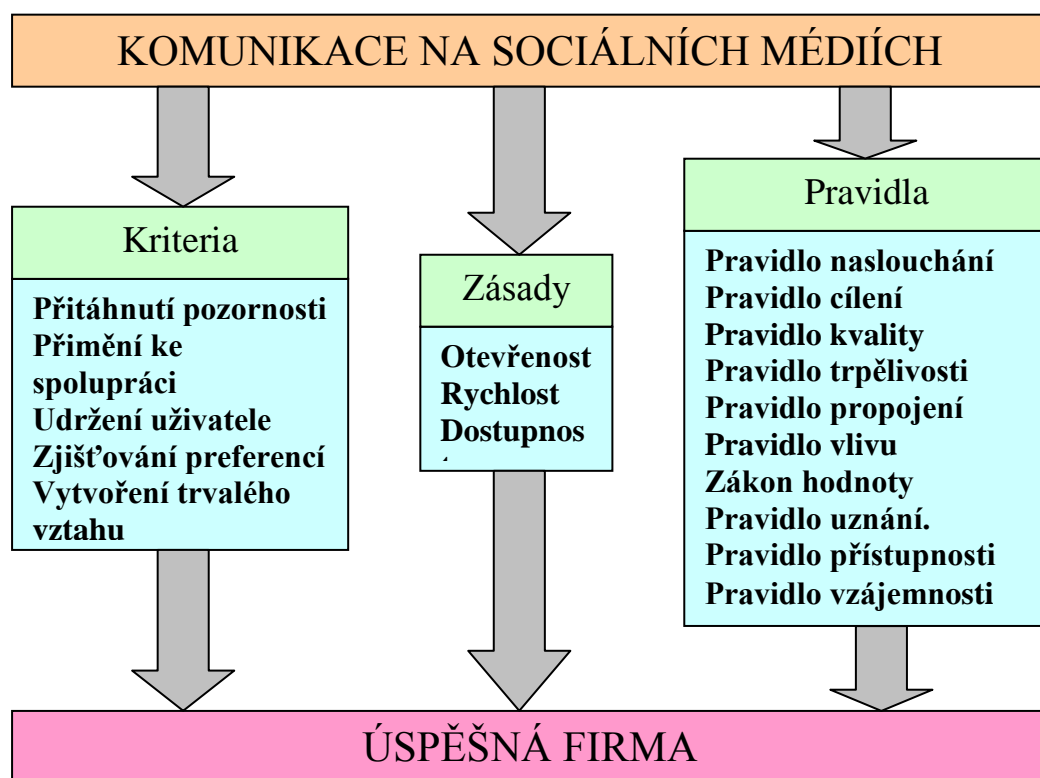 KOMUNIKACE NA SOCIÁLNÍCH MÉDIÍCH
Kriteria
Přitáhnutí pozornosti
Přimění ke
spolupráci
Udržení uživatele
Zjišťování preferencí
Vytvoření trvalého
vztahu
Zásady
Otevřenost
Rychlost
Dostupnos
Pravidla
Pravidlo naslouchání
Pravidlo cílení
Pravidlo kvality
Pravidlo trpělivosti
Pravidlo propojení
Pravidlo vlivu
Zákon hodnoty
Pravidlo uznání.
Pravidlo přístupnosti
Pravidlo vzájemnosti
ÚSPĚŠNÁ FIRMA